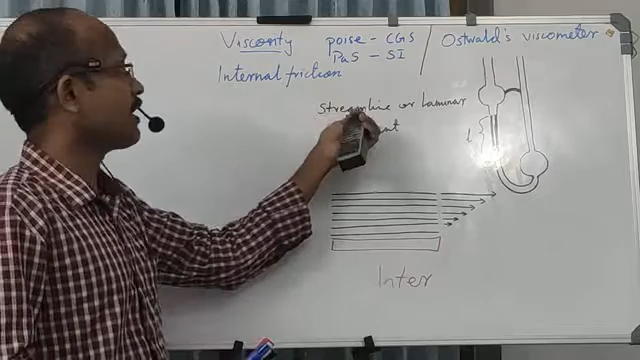 Viscosity
Internal friction
poise - CGS
PaS - SI
Ostwald's viscometer
Streamline or Laminar
l
Inter